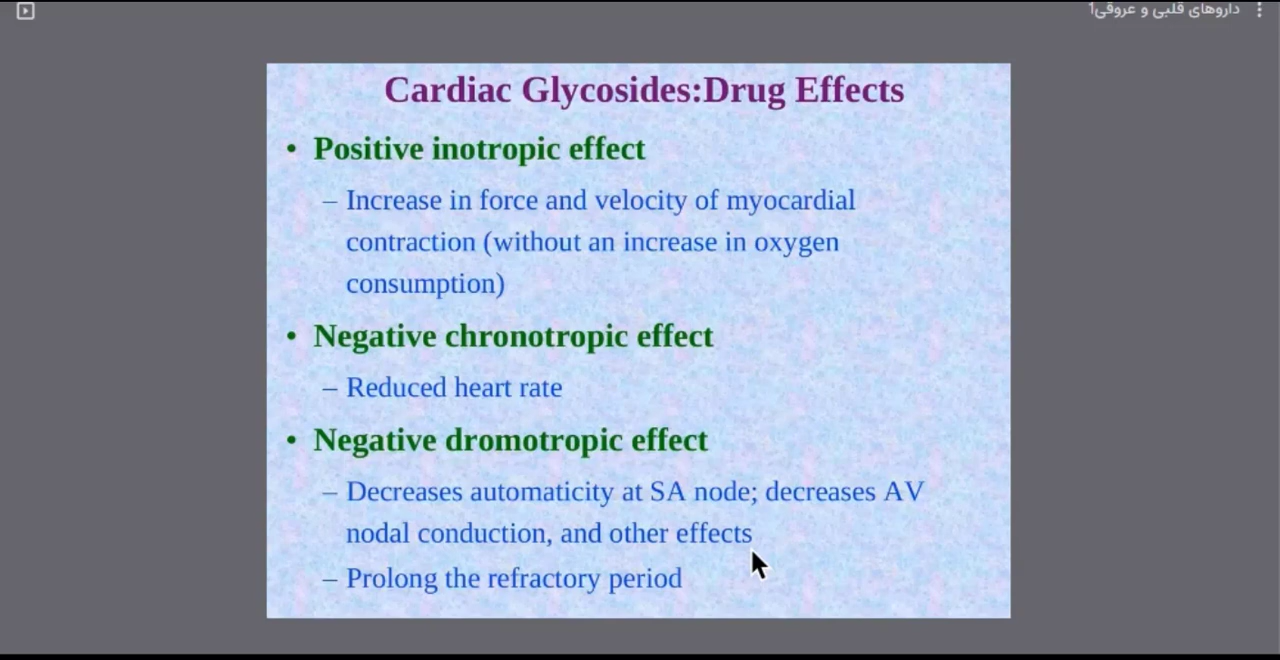 داروهای قلبی و عروقی1
Cardiac Glycosides:Drug Effects
• Positive inotropic effect
– Increase in force and velocity of myocardial
contraction (without an increase in oxygen
consumption)
• Negative chronotropic effect
– Reduced heart rate
• Negative dromotropic effect
– Decreases automaticity at SA node; decreases AV
nodal conduction, and other effects
– Prolong the refractory period